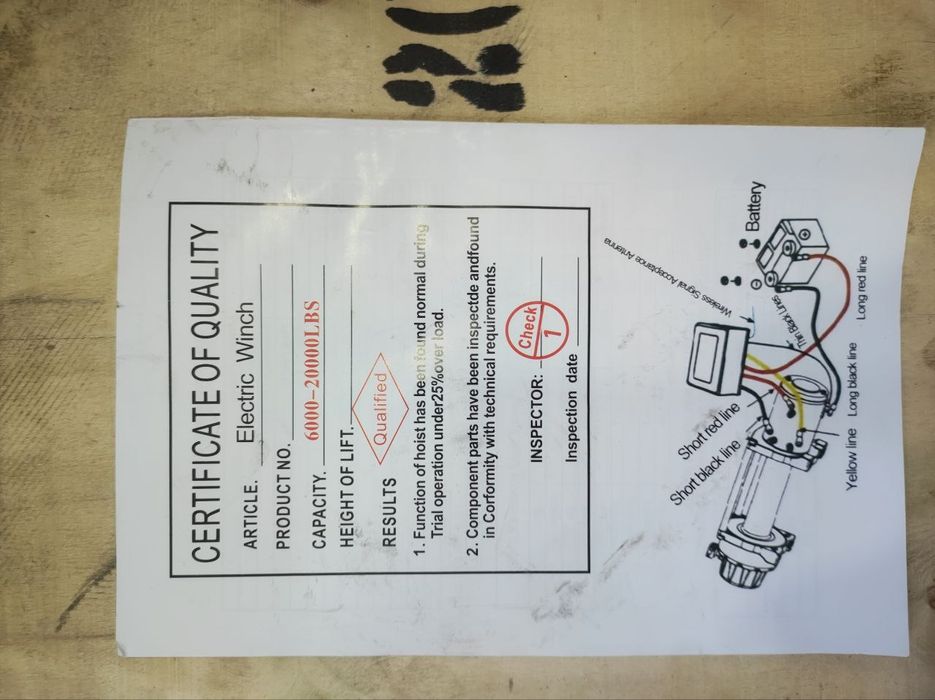 CERTIFICATE OF QUALITY
ARTICLE. Electric Winch
PRODUCT NO.
CAPACITY. 6000-20000LBS
HEIGHT OF LIFT.
RESULTS Qualified
1. Function of hoist has been found normal during
Trial operation under25%over load.
2. Component parts have been inspectde andfound
in Coformity with technical requirements.
INSPECTOR: Check 1
Inspection date
Wireless Signal Acceptance Antenna
Battery
Short red line
Short black line
Thin Black Lines
Yellow line
Long black line
Long red line